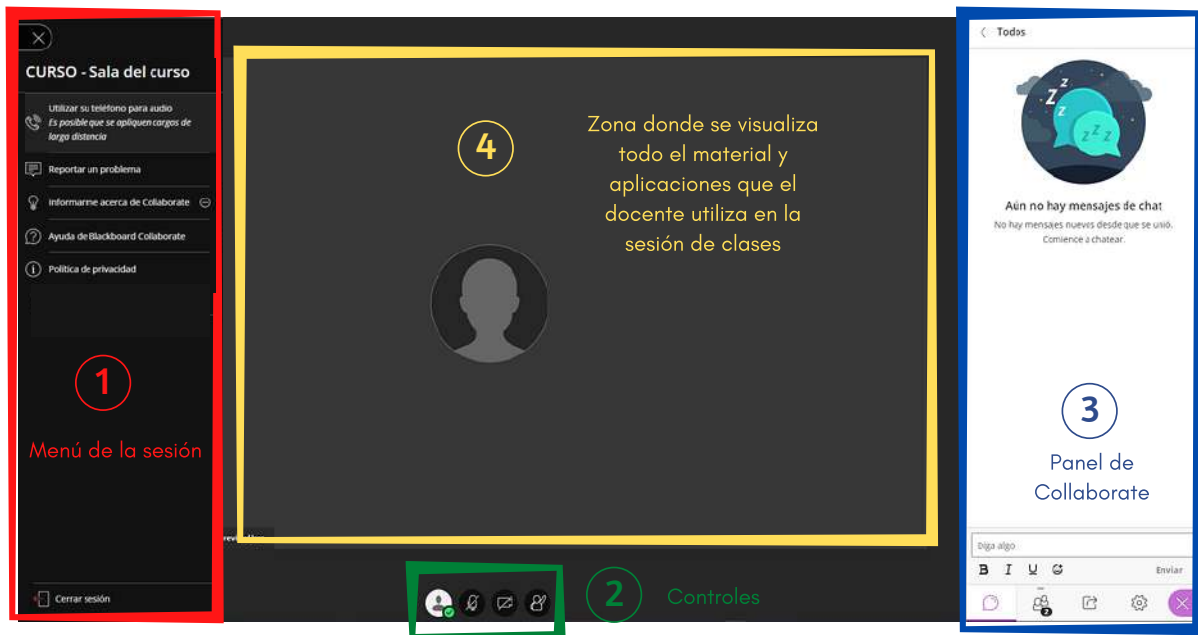 CURSO - Sala del curso
Utilizar su teléfono para audio
Es posible que se apliquen cargos de
larga distancia
Reportar un problema
Informarme acerca de Collaborate
Ayuda de Blackboard Collaborate
Política de privacidad
1
Menú de la sesión
Cerrar sesión
4
Zona donde se visualiza
todo el material y
aplicaciones que el
docente utiliza en la
sesión de clases
2
Controles
Todos
Z
z
z
z z z
Aún no hay mensajes de chat
No hay mensajes nuevos desde que se unió.
Comience a chatear.
3
Panel de
Collaborate
Diga algo
B I U
Enviar
2